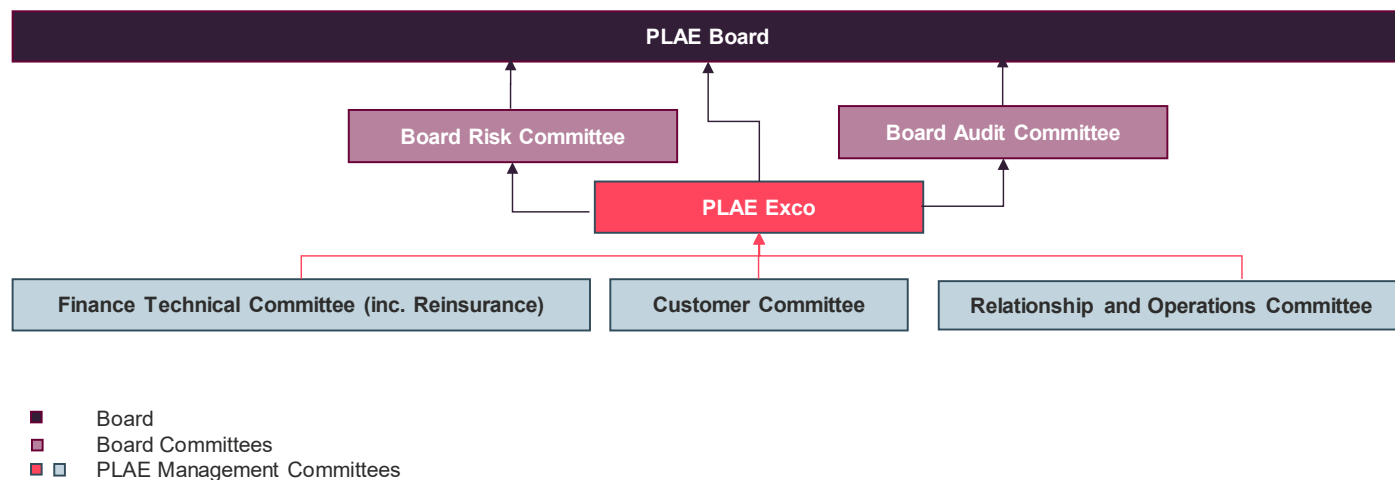 PLAE Board
Board Risk Committee
Board Audit Committee
PLAE Exco
Finance Technical Committee (inc. Reinsurance)
Customer Committee
Relationship and Operations Committee
Board
Board Committees
PLAE Management Committees